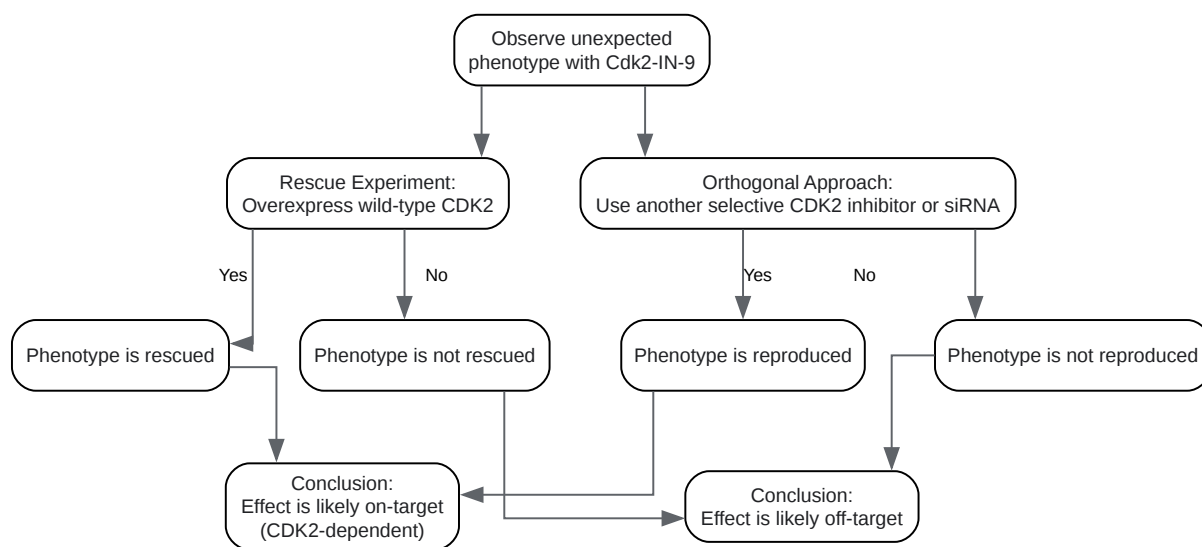 Observe unexpected
phenotype with Cdk2-IN-9
Rescue Experiment:
Overexpress wild-type CDK2
Orthogonal Approach:
Use another selective CDK2 inhibitor or siRNA
Yes
No
Yes
No
Phenotype is rescued
Phenotype is not rescued
Phenotype is reproduced
Phenotype is not reproduced
Conclusion:
Effect is likely on-target
(CDK2-dependent)
Conclusion:
Effect is likely off-target